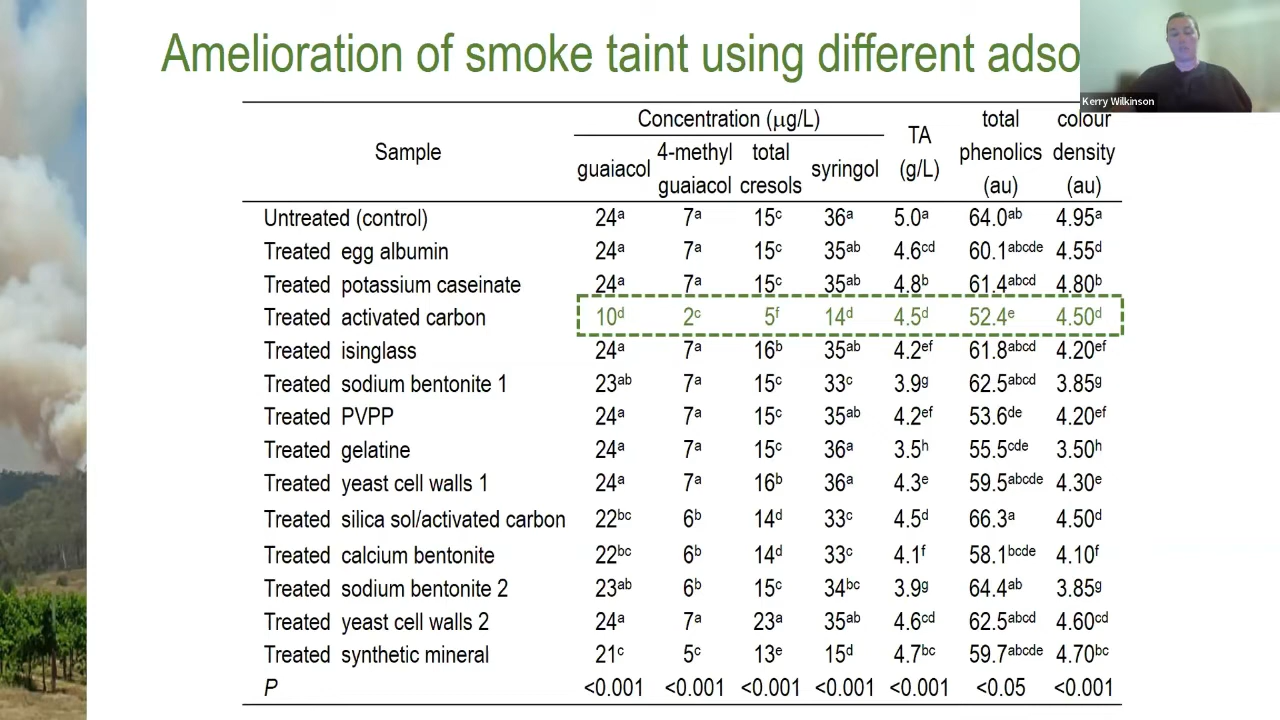 Amelioration of smoke taint using different adso
Kerry Wilkinson
Sample
Concentration (µg/L)
guaiacol
4-methyl guaiacol
total cresols
syringol
TA (g/L)
total phenolics (au)
colour density (au)
Untreated (control) 24ᵃ 7ᵃ 15ᶜ 36ᵃ 5.0ᵃ 64.0ᵃᵇ 4.95ᵃ
Treated egg albumin 24ᵃ 7ᵃ 15ᶜ 35ᵃᵇ 4.6ᶜᵈ 60.1ᵃᵇᶜᵈᵉ 4.55ᵈ
Treated potassium caseinate 24ᵃ 7ᵃ 15ᶜ 35ᵃᵇ 4.8ᵇ 61.4ᵃᵇᶜᵈ 4.80ᵇ
Treated activated carbon 10ᵈ 2ᶜ 5ᶠ 14ᵈ 4.5ᵈ 52.4ᵉ 4.50ᵈ
Treated isinglass 24ᵃ 7ᵃ 16ᵇ 35ᵃᵇ 4.2ᵉᶠ 61.8ᵃᵇᶜᵈ 4.20ᵉᶠ
Treated sodium bentonite 1 23ᵃᵇ 7ᵃ 15ᶜ 33ᶜ 3.9ᵍ 62.5ᵃᵇᶜᵈ 3.85ᵍ
Treated PVPP 24ᵃ 7ᵃ 15ᶜ 35ᵃᵇ 4.2ᵉᶠ 53.6ᵈᵉ 4.20ᵉᶠ
Treated gelatine 24ᵃ 7ᵃ 15ᶜ 36ᵃ 3.5ʰ 55.5ᶜᵈᵉ 3.50ʰ
Treated yeast cell walls 1 24ᵃ 7ᵃ 16ᵇ 36ᵃ 4.3ᵉ 59.5ᵃᵇᶜᵈᵉ 4.30ᵉ
Treated silica sol/activated carbon 22ᵇᶜ 6ᵇ 14ᵈ 33ᶜ 4.5ᵈ 66.3ᵃ 4.50ᵈ
Treated calcium bentonite 22ᵇᶜ 6ᵇ 14ᵈ 33ᶜ 4.1ᶠ 58.1ᵇᶜᵈᵉ 4.10ᶠ
Treated sodium bentonite 2 23ᵃᵇ 6ᵇ 15ᶜ 34ᵇᶜ 3.9ᵍ 64.4ᵃᵇ 3.85ᵍ
Treated yeast cell walls 2 24ᵃ 7ᵃ 23ᵃ 35ᵃᵇ 4.6ᶜᵈ 62.5ᵃᵇᶜᵈ 4.60ᶜᵈ
Treated synthetic mineral 21ᶜ 5ᶜ 13ᵉ 15ᵈ 4.7ᵇᶜ 59.7ᵃᵇᶜᵈᵉ 4.70ᵇᶜ
P <0.001 <0.001 <0.001 <0.001 <0.001 <0.05 <0.001